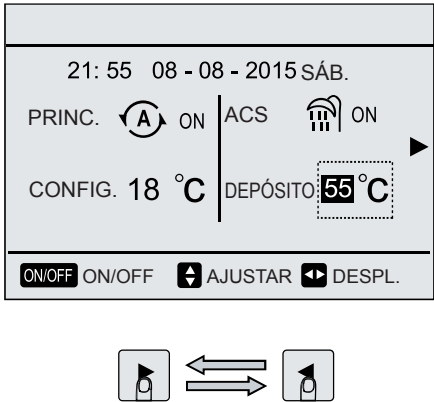 21: 55 08 - 08 - 2015 SÁB.
PRINC. A ON ACS ON
CONFIG. 18 °C DEPÓSITO 55 °C
ON/OFF ON/OFF AJUSTAR DESPL.